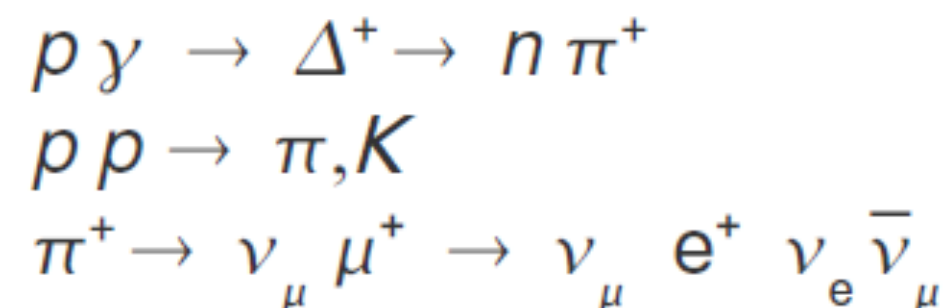 p γ → Δ⁺ → n π⁺
p p → π,K
π⁺ → ν_μ μ⁺ → ν_μ e⁺ ν_e ν̅_μ